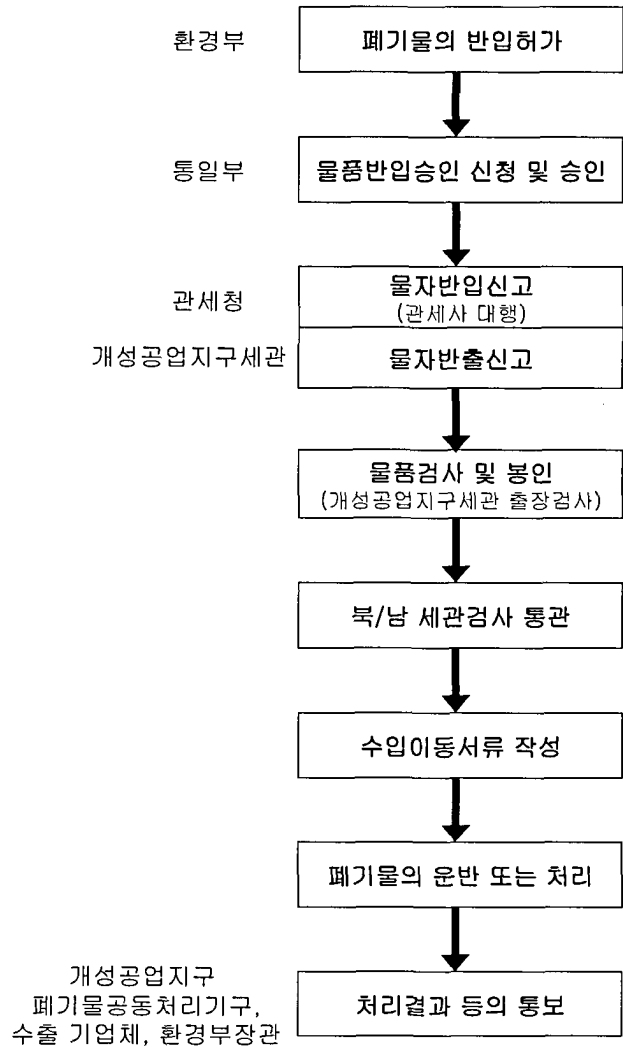 환경부
폐기물의 반입허가
통일부
물품반입승인 신청 및 승인
관세청
물자반입신고
(관세사 대행)
개성공업지구세관
물자반출신고
물품검사 및 봉인
(개성공업지구세관 출장검사)
북/남 세관검사 통관
수입이동서류 작성
폐기물의 운반 또는 처리
개성공업지구
폐기물공동처리기구,
수출 기업체, 환경부장관
처리결과 등의 통보